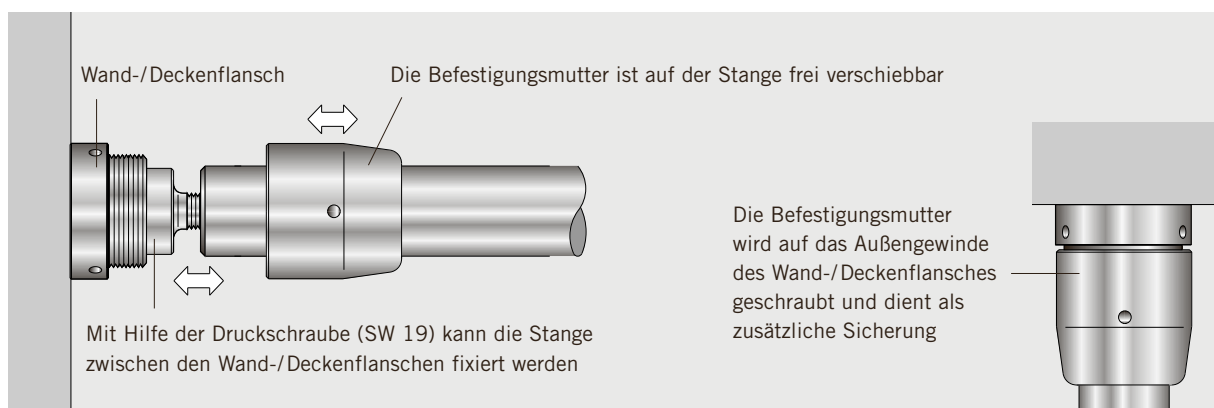 Wand-/Deckenflansch
Die Befestigungsmutter ist auf der Stange frei verschiebbar
Mit Hilfe der Druckschraube (SW 19) kann die Stange
zwischen den Wand-/Deckenflanschen fixiert werden
Die Befestigungsmutter
wird auf das Außengewinde
des Wand-/Deckenflansches
geschraubt und dient als
zusätzliche Sicherung